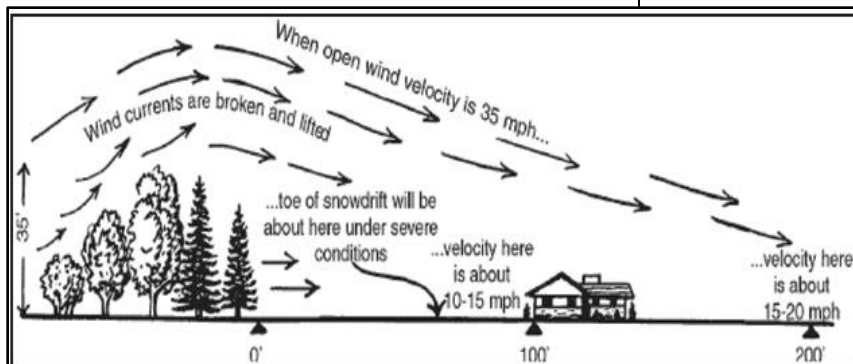 When open wind velocity is 35 mph...
Wind currents are broken and lifted
35'
...toe of snowdrift will be
about here under severe
conditions
...velocity here
is about
10-15 mph
...velocity here
is about
15-20 mph
0'
100'
200'